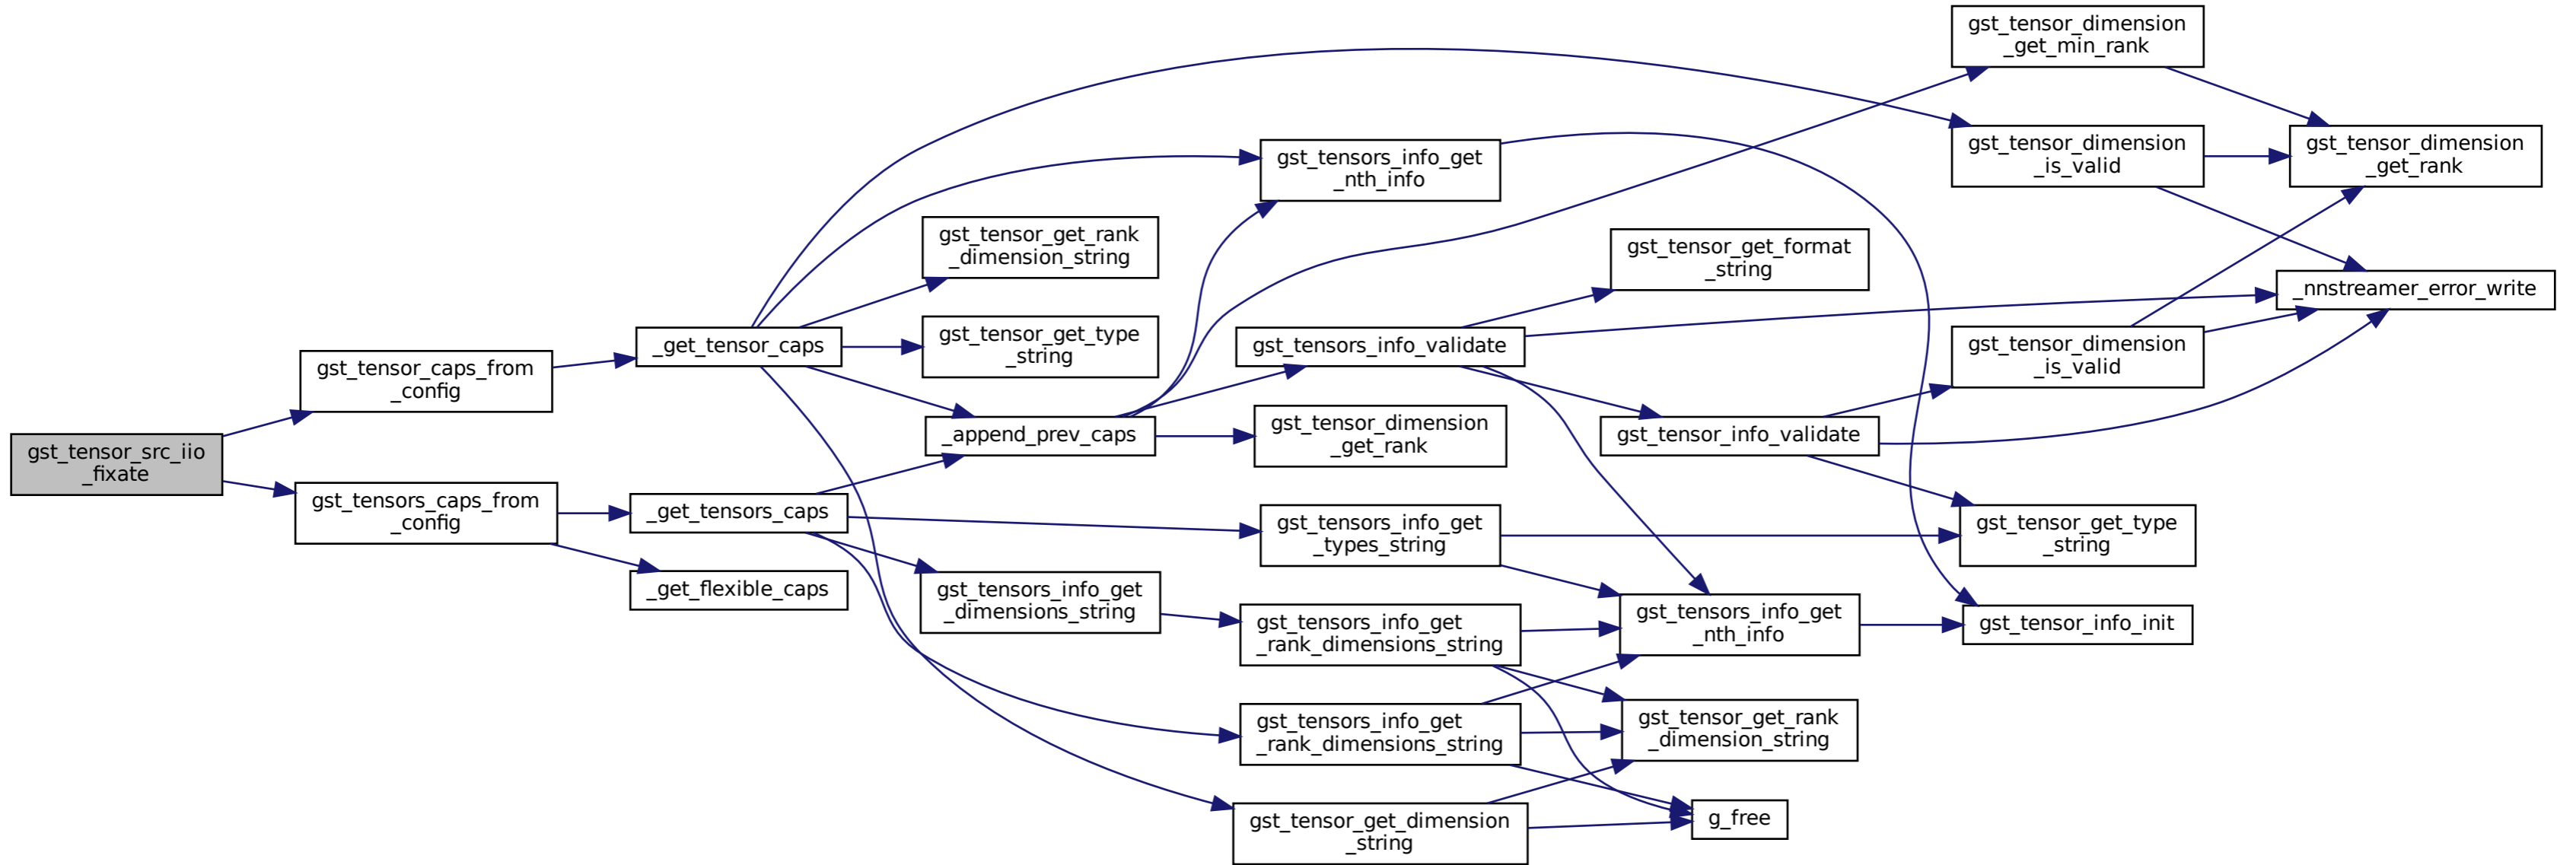 gst_tensor_src_iio
_fixate
gst_tensor_caps_from
_config
gst_tensors_caps_from
_config
_get_tensor_caps
_get_tensors_caps
_get_flexible_caps
gst_tensor_get_rank
_dimension_string
gst_tensor_get_type
_string
_append_prev_caps
gst_tensors_info_get
_dimensions_string
gst_tensors_info_get
_nth_info
gst_tensors_info_validate
gst_tensor_dimension
_get_rank
gst_tensors_info_get
_types_string
gst_tensors_info_get
_rank_dimensions_string
gst_tensors_info_get
_rank_dimensions_string
gst_tensor_get_dimension
_string
gst_tensor_get_format
_string
gst_tensor_info_validate
gst_tensors_info_get
_nth_info
gst_tensor_get_rank
_dimension_string
g_free
gst_tensor_dimension
_get_min_rank
gst_tensor_dimension
_is_valid
gst_tensor_dimension
_is_valid
gst_tensor_get_type
_string
gst_tensor_info_init
gst_tensor_dimension
_get_rank
_nnstreamer_error_write